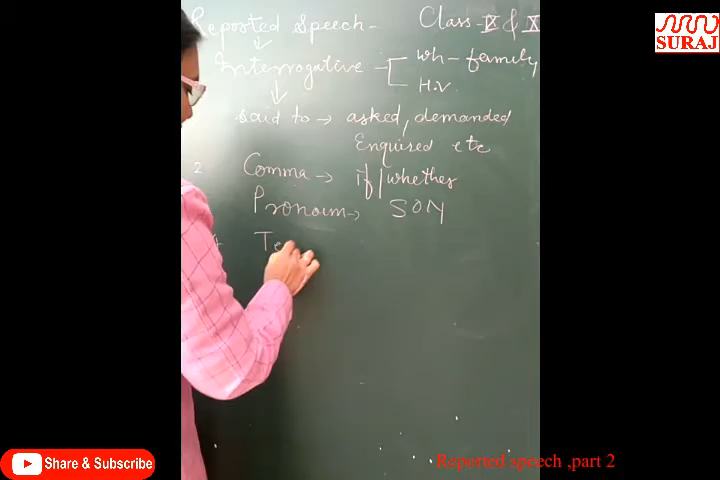 Reported Speech - Class - IX & X
Interrogative - wh - family,
H.V.
said to → asked, demanded
Enquired etc
2 Comma → if/whether
Pronoun → SON
4 Te
SURAJ
Share & Subscribe
Reported speech ,part 2